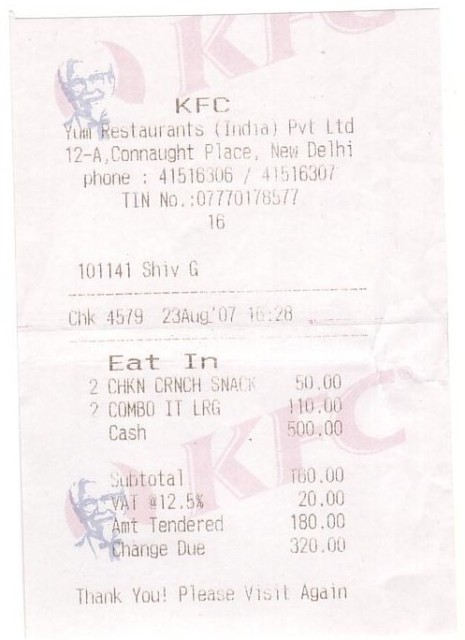 KFC
KFC
Yum Restaurants (India) Pvt Ltd
12-A,Connaught Place, New Delhi
phone : 41516306 / 41516307
TIN No.:07770178577
16
101141 Shiv G
Chk 4579 23Aug'07 16:28
Eat In
2 CHKN CRNCH SNACK 50.00
2 COMBO IT LRG 110.00
Cash 500.00
KFC
Subtotal 160.00
VAT @12.5% 20.00
Amt Tendered 180.00
Change Due 320.00
Thank You! Please Visit Again